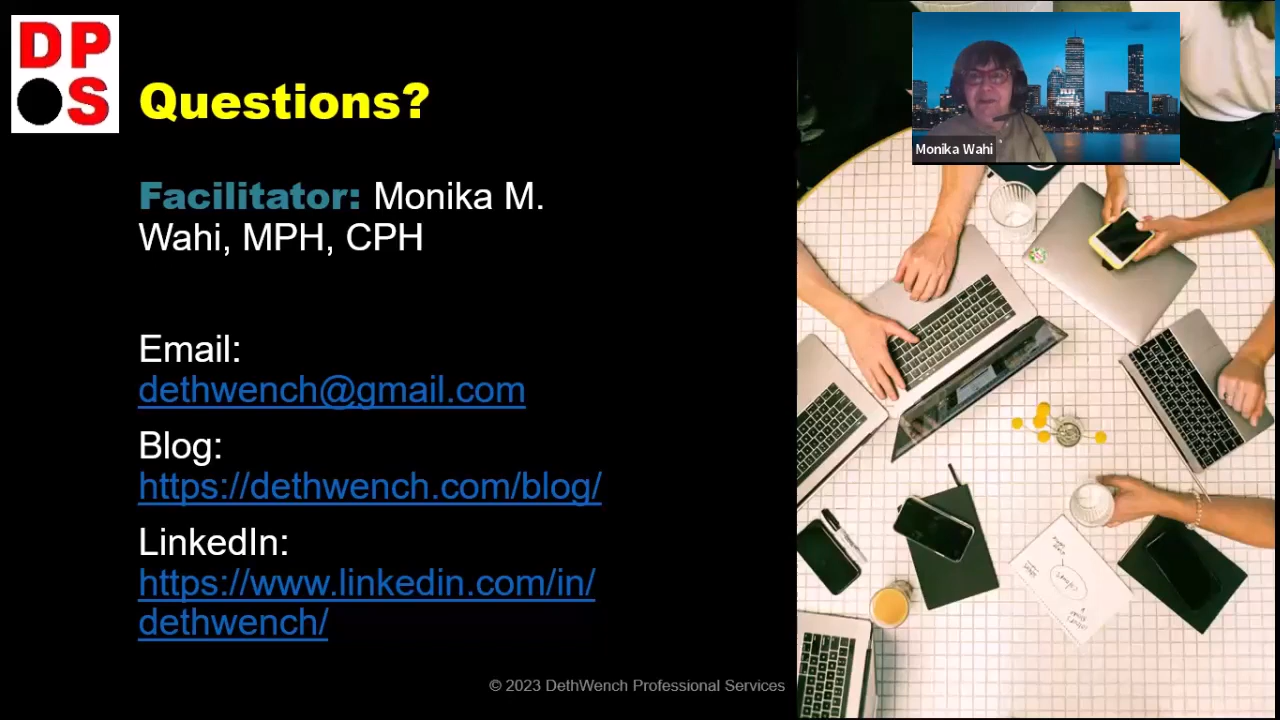 DP
S
Questions?
Facilitator: Monika M.
Wahi, MPH, CPH
Email:
dethwench@gmail.com
Blog:
https://dethwench.com/blog/
LinkedIn:
https://www.linkedin.com/in/
dethwench/
© 2023 DethWench Professional Services
Monika Wahi